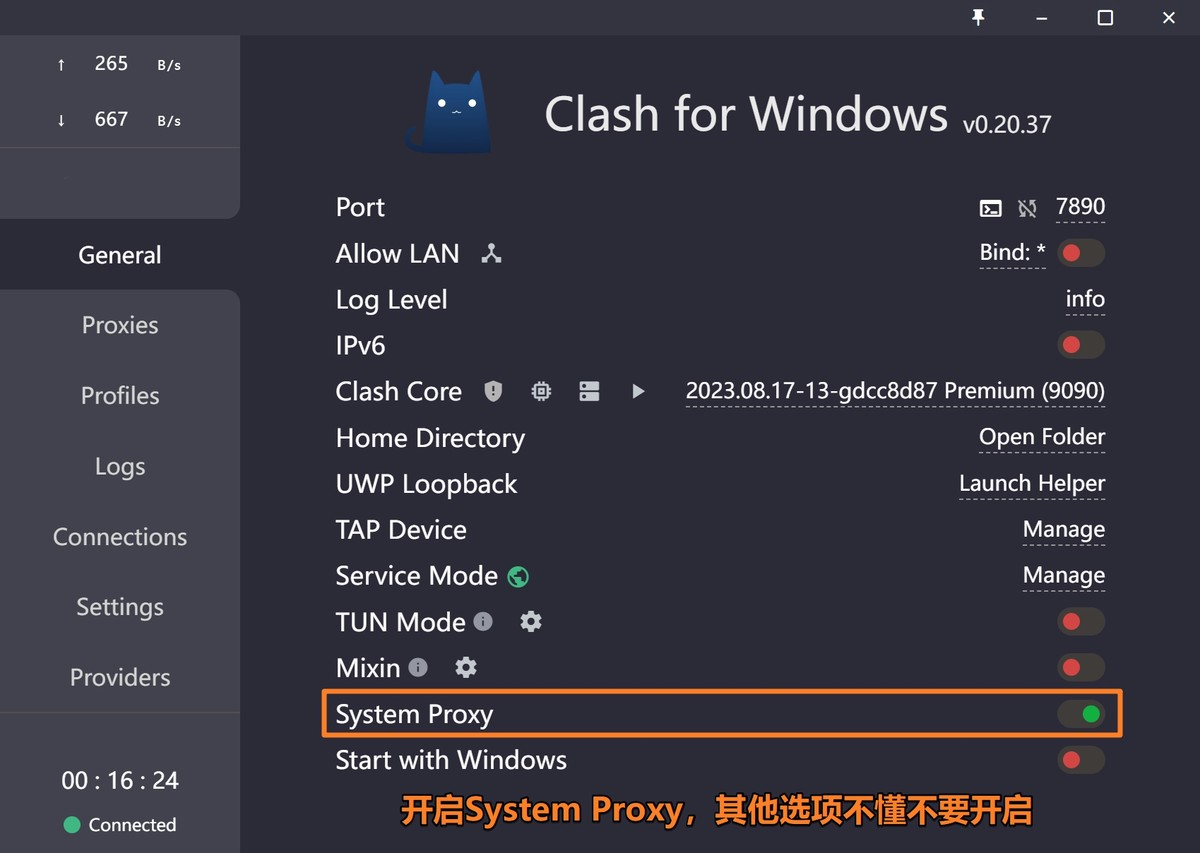 ↑ 265 B/s
↓ 667 B/s
Clash for Windows v0.20.37
General
Proxies
Profiles
Logs
Connections
Settings
Providers
00 : 16 : 24
Connected
Port 7890
Allow LAN Bind: *
Log Level info
IPv6
Clash Core 2023.08.17-13-gdcc8d87 Premium (9090)
Home Directory Open Folder
UWP Loopback Launch Helper
TAP Device Manage
Service Mode Manage
TUN Mode
Mixin
System Proxy
Start with Windows
开启System Proxy，其他选项不懂不要开启